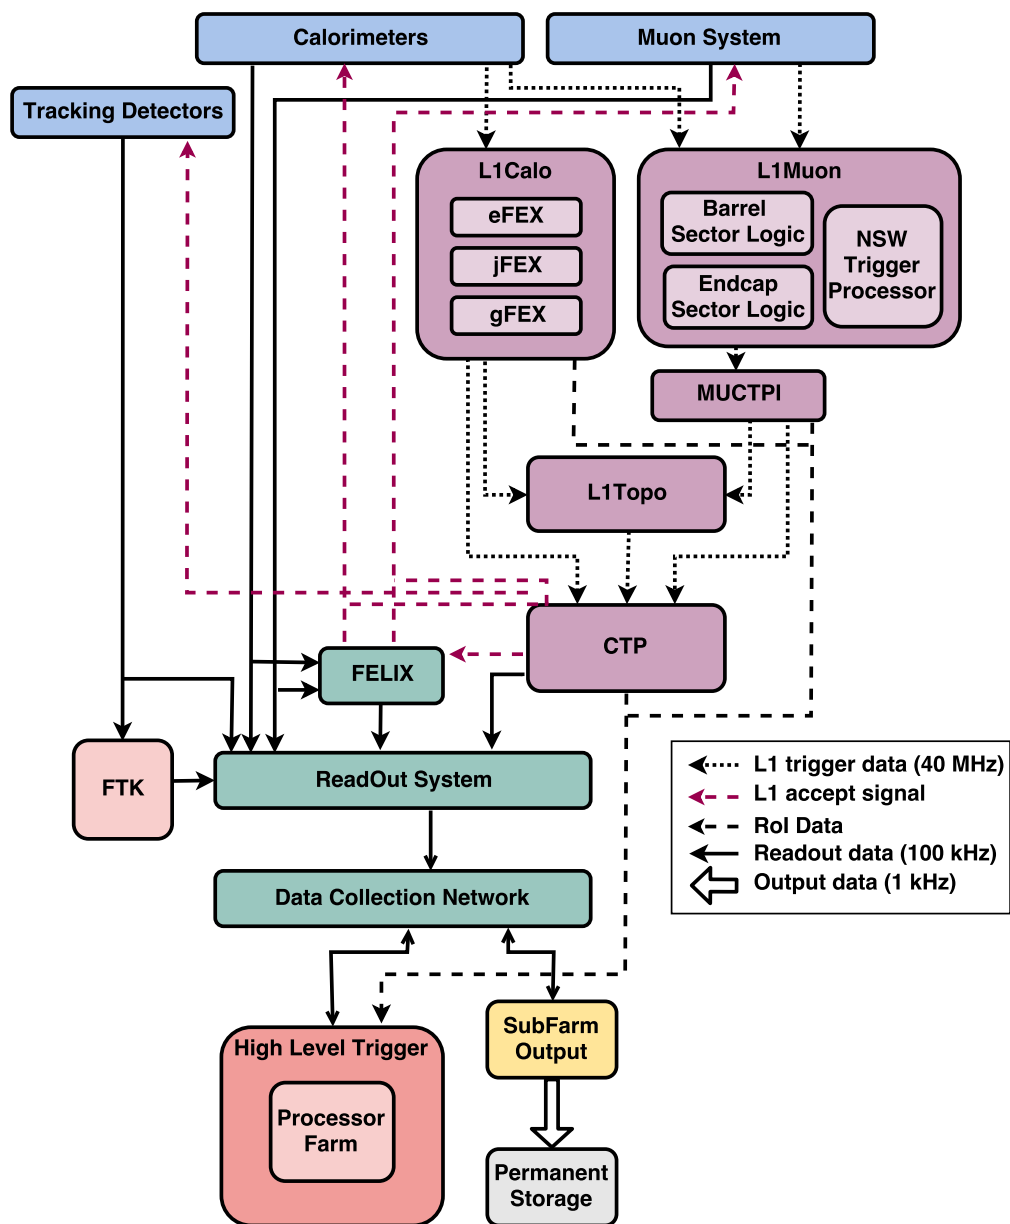 Calorimeters
Muon System
Tracking Detectors
L1Calo
eFEX
jFEX
gFEX
L1Muon
Barrel
Sector Logic
Endcap
Sector Logic
NSW
Trigger
Processor
MUCTPI
L1Topo
CTP
FELIX
FTK
ReadOut System
Data Collection Network
L1 trigger data (40 MHz)
L1 accept signal
RoI Data
Readout data (100 kHz)
Output data (1 kHz)
High Level Trigger
Processor
Farm
SubFarm
Output
Permanent
Storage